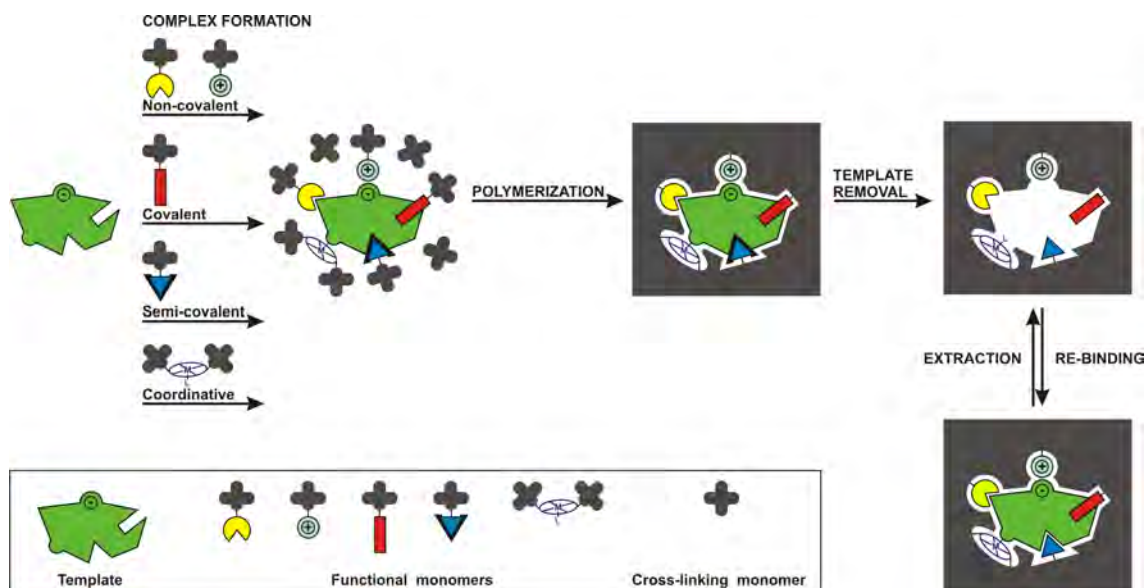 COMPLEX FORMATION
Non-covalent
Covalent
Semi-covalent
M
L
Coordinative
M
POLYMERIZATION
M
TEMPLATE
REMOVAL
M
L
EXTRACTION
RE-BINDING
M
M
L
Template
Functional monomers
Cross-linking monomer